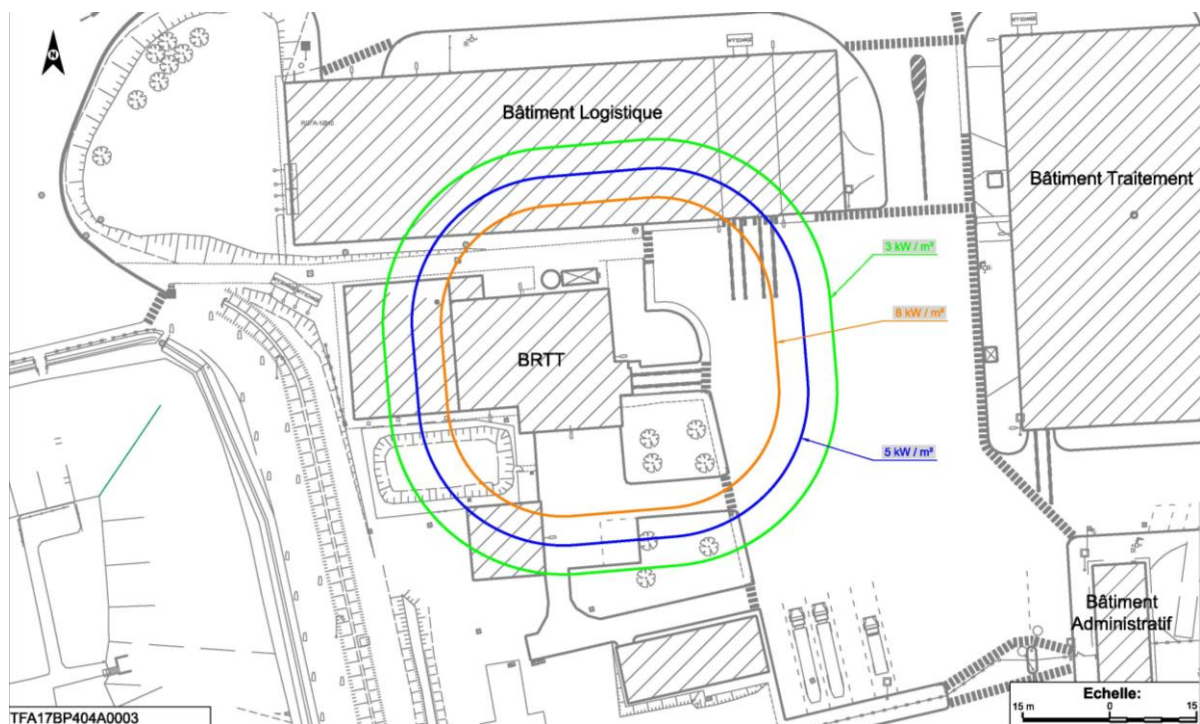 N
Bâtiment Logistique
Bâtiment Traitement
3 kW / m²
8 kW / m²
BRTT
5 kW / m²
Bâtiment
Administratif
Echelle:
15 m
0
15
TFA17BP404A0003